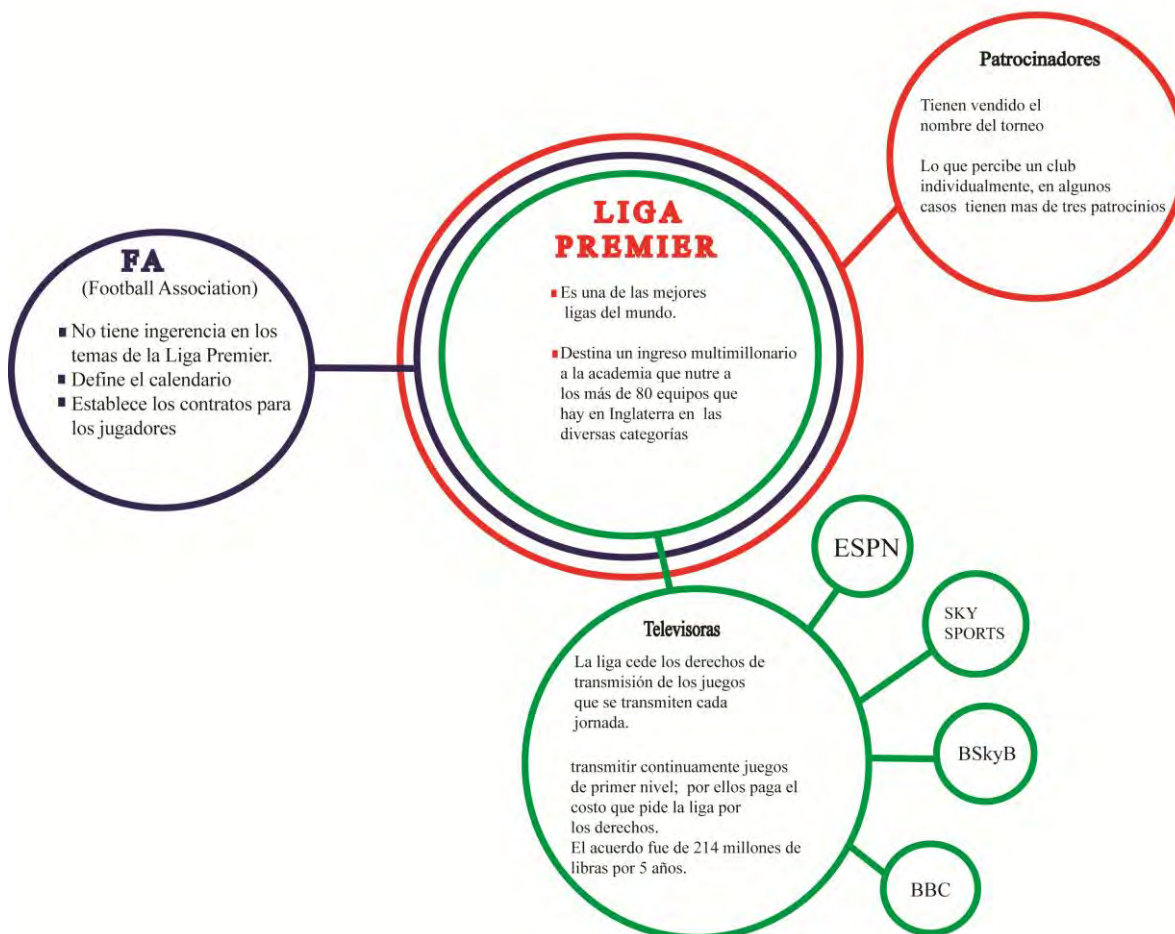 Patrocinadores
Tienen vendido el
nombre del torneo
Lo que percibe un club
individualmente, en algunos
casos tienen mas de tres patrocinios
LIGA
PREMIER
Es una de las mejores
ligas del mundo.
Destina un ingreso multimillonario
a la academia que nutre a
los más de 80 equipos que
hay en Inglaterra en las
diversas categorías
FA
(Football Association)
No tiene ingerencia en los
temas de la Liga Premier.
Define el calendario
Establece los contratos para
los jugadores
Televisoras
La liga cede los derechos de
transmisión de los juegos
que se transmiten cada
jornada.
transmitir continuamente juegos
de primer nivel; por ellos paga el
costo que pide la liga por
los derechos.
El acuerdo fue de 214 millones de
libras por 5 años.
ESPN
SKY
SPORTS
BSkyB
BBC